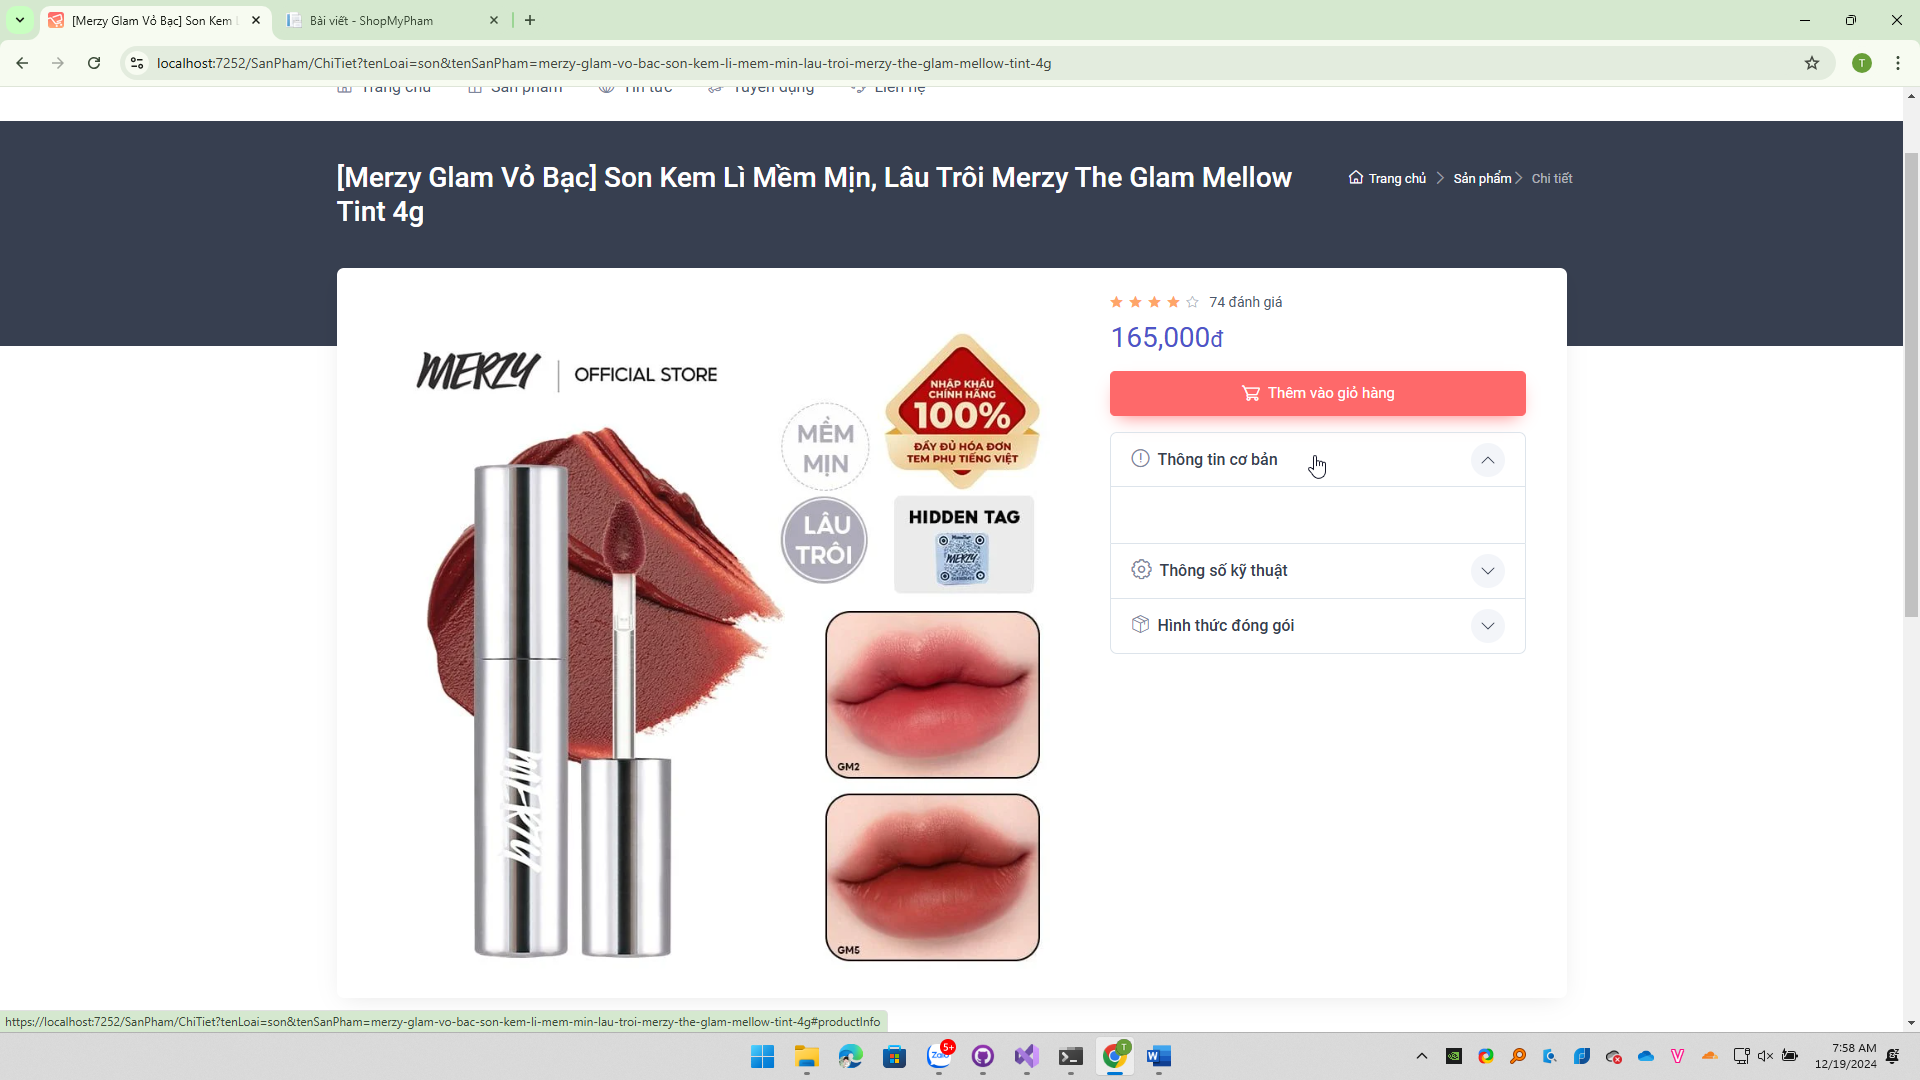 [Merzy Glam Vỏ Bạc] Son Kem L
Bài viết - ShopMyPham
localhost:7252/SanPham/ChiTiet?tenLoai=son&tenSanPham=merzy-glam-vo-bac-son-kem-li-mem-min-lau-troi-merzy-the-glam-mellow-tint-4g
T
Trang chủ
Sản phẩm
Tin tức
Tuyển dụng
Liên hệ
[Merzy Glam Vỏ Bạc] Son Kem Lì Mềm Mịn, Lâu Trôi Merzy The Glam Mellow
Tint 4g
Trang chủ
Sản phẩm
Chi tiết
74 đánh giá
165,000đ
Thêm vào giỏ hàng
Thông tin cơ bản
Thông số kỹ thuật
Hình thức đóng gói
MERZY
OFFICIAL STORE
NHẬP KHẨU
CHÍNH HÃNG
100%
ĐẦY ĐỦ HÓA ĐƠN
TEM PHỤ TIẾNG VIỆT
MỀM
MỊN
LÂU
TRÔI
HIDDEN TAG
MERZY
MERZY
GM2
GM5
https://localhost:7252/SanPham/ChiTiet?tenLoai=son&tenSanPham=merzy-glam-vo-bac-son-kem-li-mem-min-lau-troi-merzy-the-glam-mellow-tint-4g#productInfo
Zalo
5+
T
W
V
7:58 AM
12/19/2024